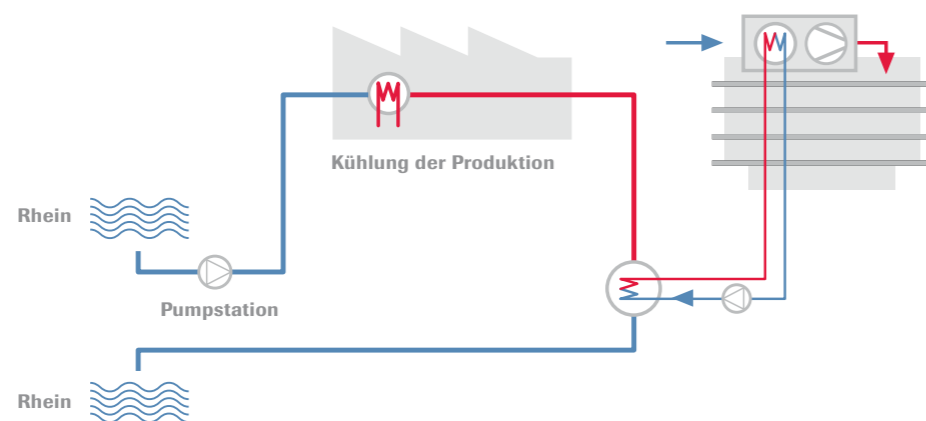 Kühlung der Produktion
Rhein
Pumpstation
Rhein